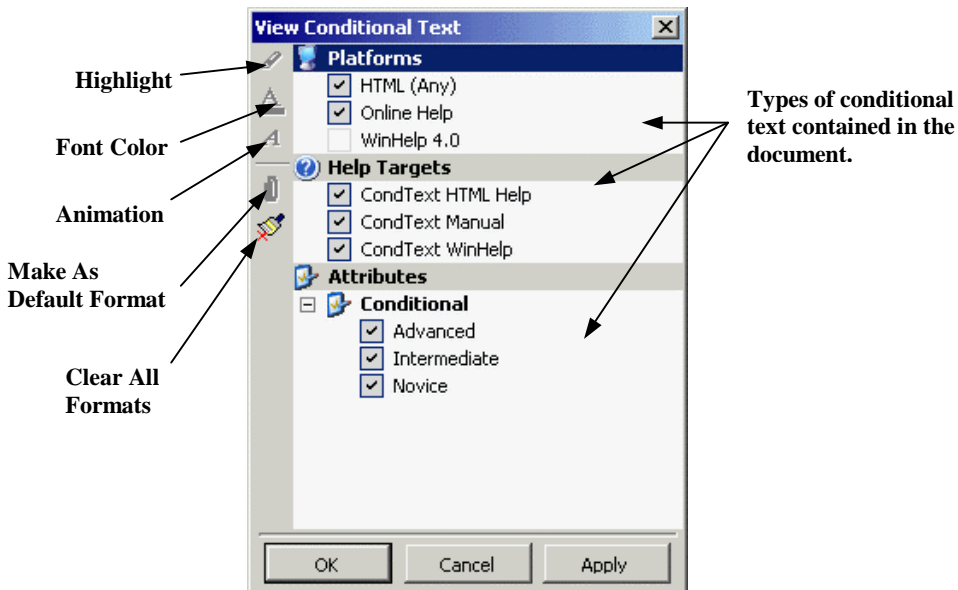 View Conditional Text
Highlight
Font Color
Animation
Make As
Default Format
Clear All
Formats
Platforms
HTML (Any)
Online Help
WinHelp 4.0
Help Targets
CondText HTML Help
CondText Manual
CondText WinHelp
Attributes
Conditional
Advanced
Intermediate
Novice
OK Cancel Apply
Types of conditional
text contained in the
document.